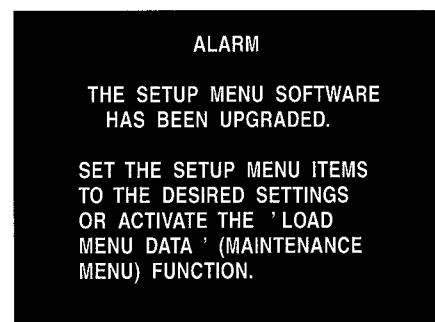 ALARM
THE SETUP MENU SOFTWARE
HAS BEEN UPGRADED.
SET THE SETUP MENU ITEMS
TO THE DESIRED SETTINGS
OR ACTIVATE THE 'LOAD
MENU DATA ' (MAINTENANCE
MENU) FUNCTION.